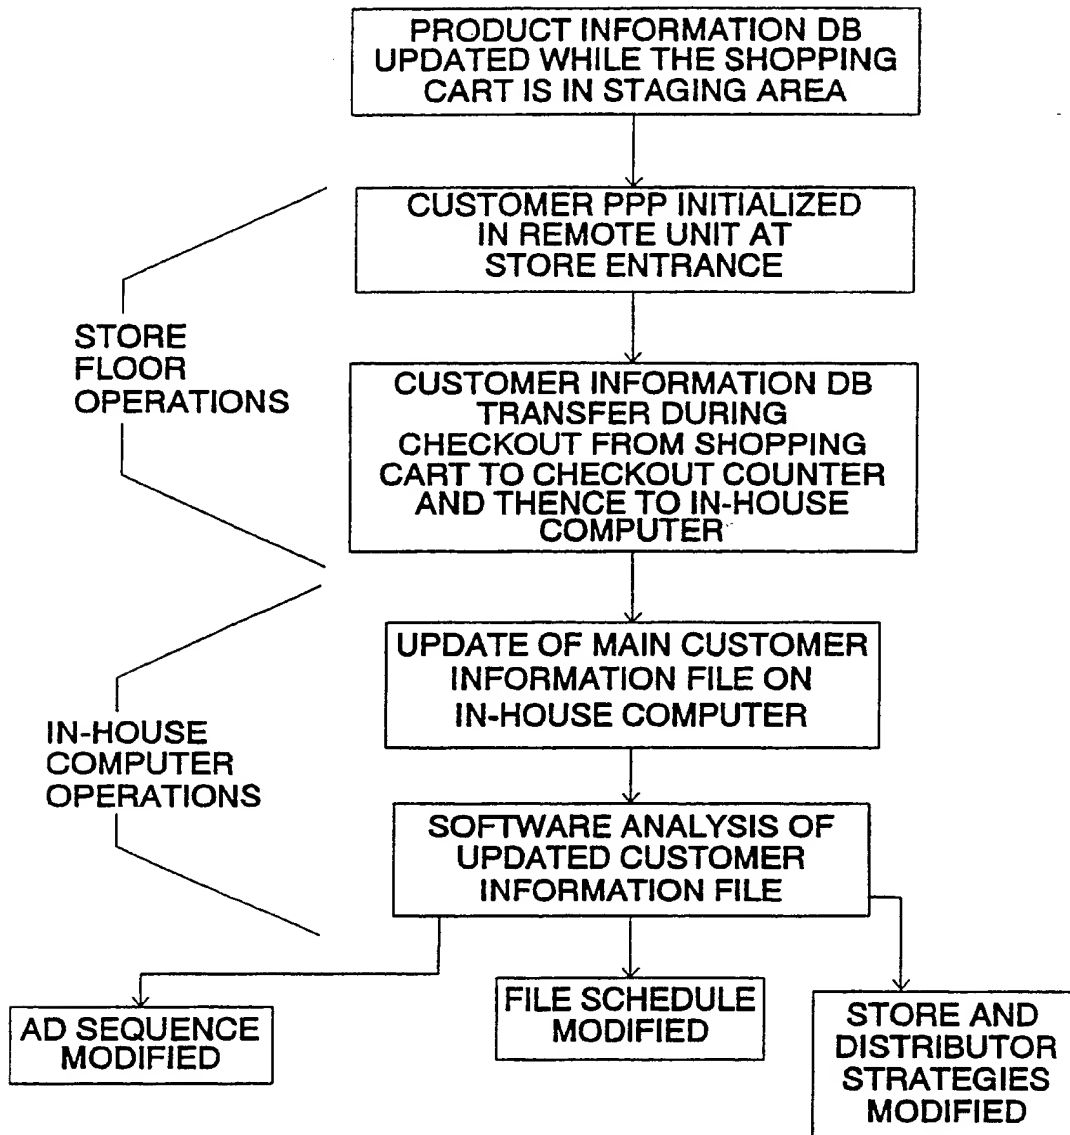 PRODUCT INFORMATION DB
UPDATED WHILE THE SHOPPING
CART IS IN STAGING AREA
CUSTOMER PPP INITIALIZED
IN REMOTE UNIT AT
STORE ENTRANCE
STORE
FLOOR
OPERATIONS
CUSTOMER INFORMATION DB
TRANSFER DURING
CHECKOUT FROM SHOPPING
CART TO CHECKOUT COUNTER
AND THENCE TO IN-HOUSE
COMPUTER
UPDATE OF MAIN CUSTOMER
INFORMATION FILE ON
IN-HOUSE COMPUTER
IN-HOUSE
COMPUTER
OPERATIONS
SOFTWARE ANALYSIS OF
UPDATED CUSTOMER
INFORMATION FILE
AD SEQUENCE
MODIFIED
FILE SCHEDULE
MODIFIED
STORE AND
DISTRIBUTOR
STRATEGIES
MODIFIED